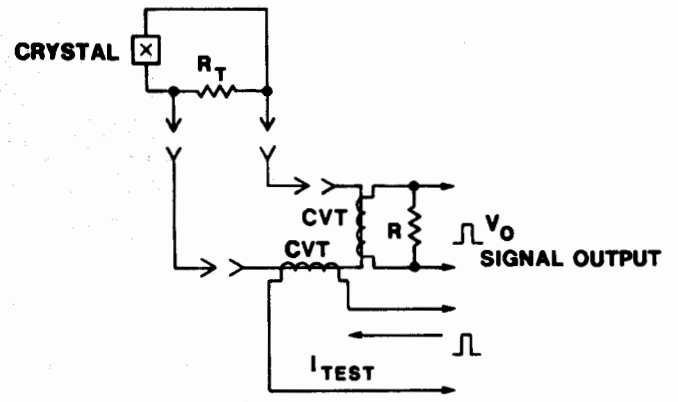 CRYSTAL X
R_T
CVT
CVT
R
V_O
SIGNAL OUTPUT
I_TEST